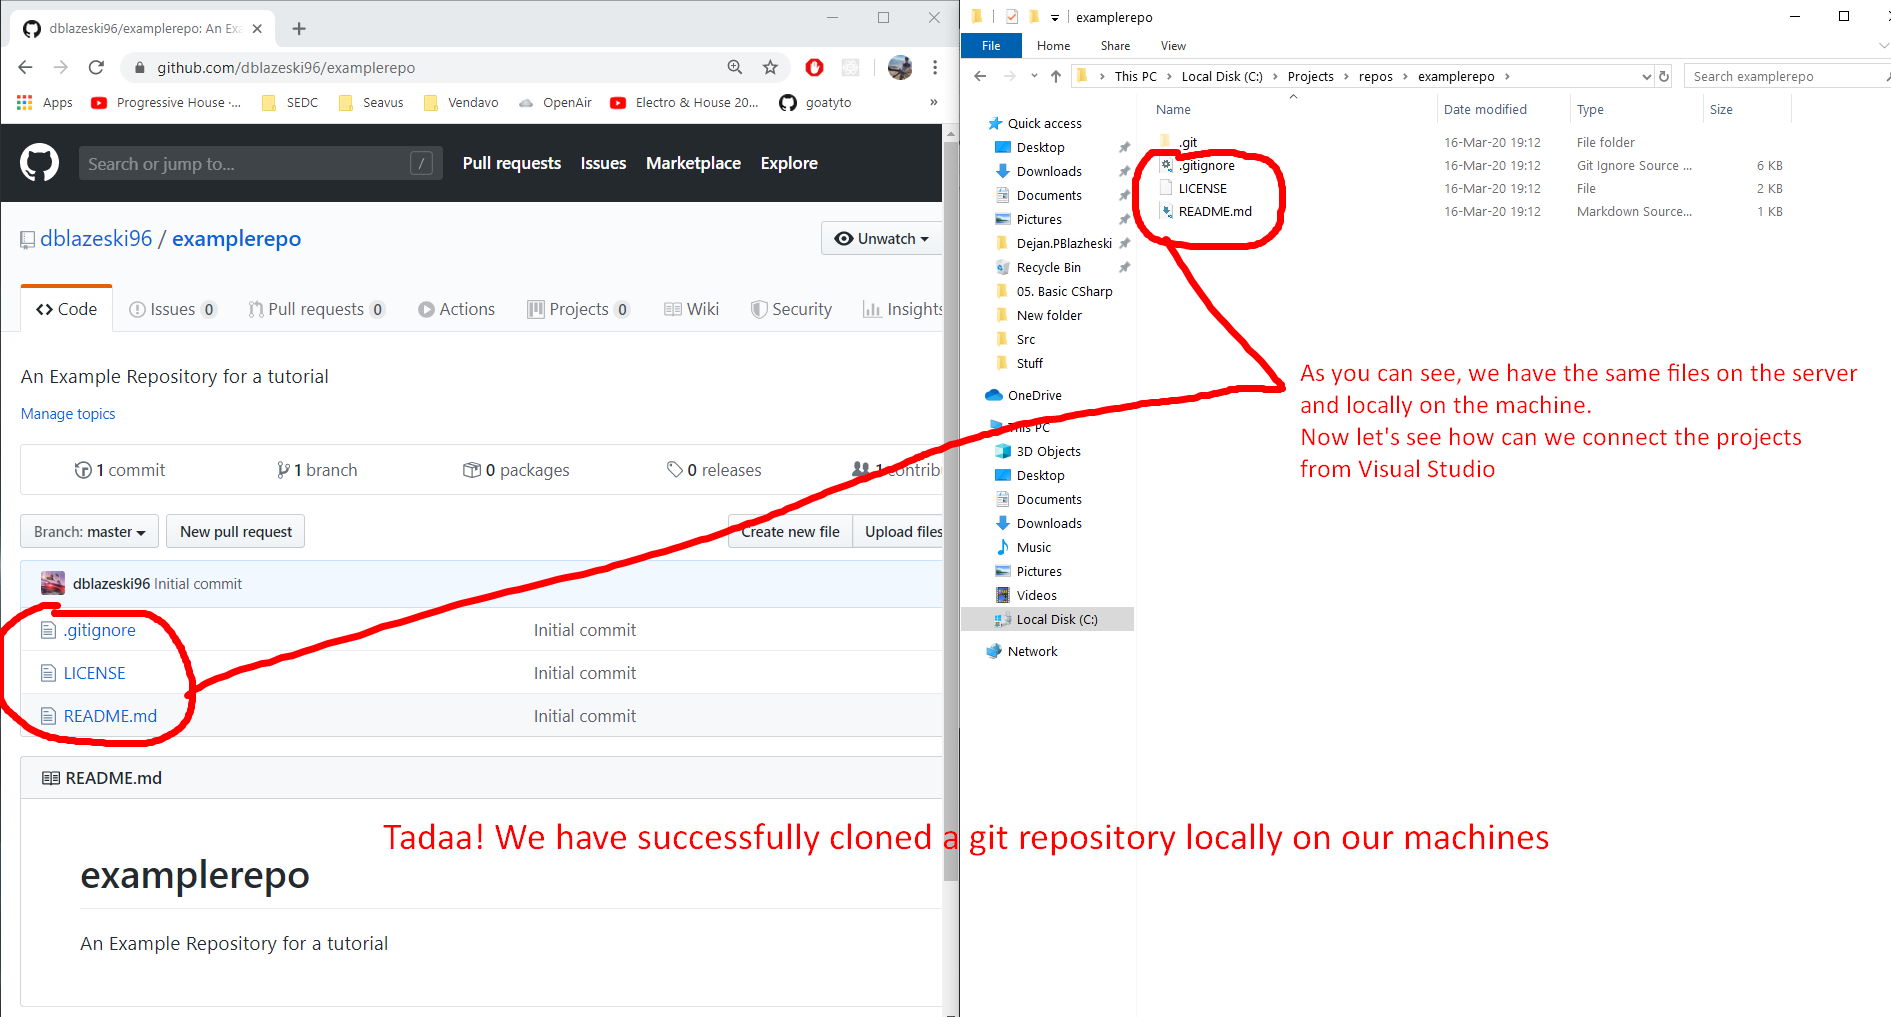 dblazeski96/examplerepo: An Exa
github.com/dblazeski96/examplerepo
Apps
Progressive House -...
SEDC
Seavus
Vendavo
OpenAir
Electro & House 20...
goatyto
»
Search or jump to...
/
Pull requests
Issues
Marketplace
Explore
dblazeski96 / examplerepo
Unwatch
Code
Issues 0
Pull requests 0
Actions
Projects 0
Wiki
Security
Insights
An Example Repository for a tutorial
Manage topics
1 commit
1 branch
0 packages
0 releases
1 contribu
Branch: master
New pull request
Create new file
Upload files
dblazeski96 Initial commit
.gitignore
Initial commit
LICENSE
Initial commit
README.md
Initial commit
README.md
examplerepo
An Example Repository for a tutorial
examplerepo
File
Home
Share
View
This PC
Local Disk (C:)
Projects
repos
examplerepo
Search examplerepo
Name
Date modified
Type
Size
.git
16-Mar-20 19:12
File folder
.gitignore
16-Mar-20 19:12
Git Ignore Source ...
6 KB
LICENSE
16-Mar-20 19:12
File
2 KB
README.md
16-Mar-20 19:12
Markdown Source...
1 KB
Quick access
Desktop
Downloads
Documents
Pictures
Dejan.PBlazheski
Recycle Bin
05. Basic CSharp
New folder
Src
Stuff
OneDrive
This PC
3D Objects
Desktop
Documents
Downloads
Music
Pictures
Videos
Local Disk (C:)
Network
As you can see, we have the same files on the server
and locally on the machine.
Now let's see how can we connect the projects
from Visual Studio
Tadaa! We have successfully cloned a git repository locally on our machines